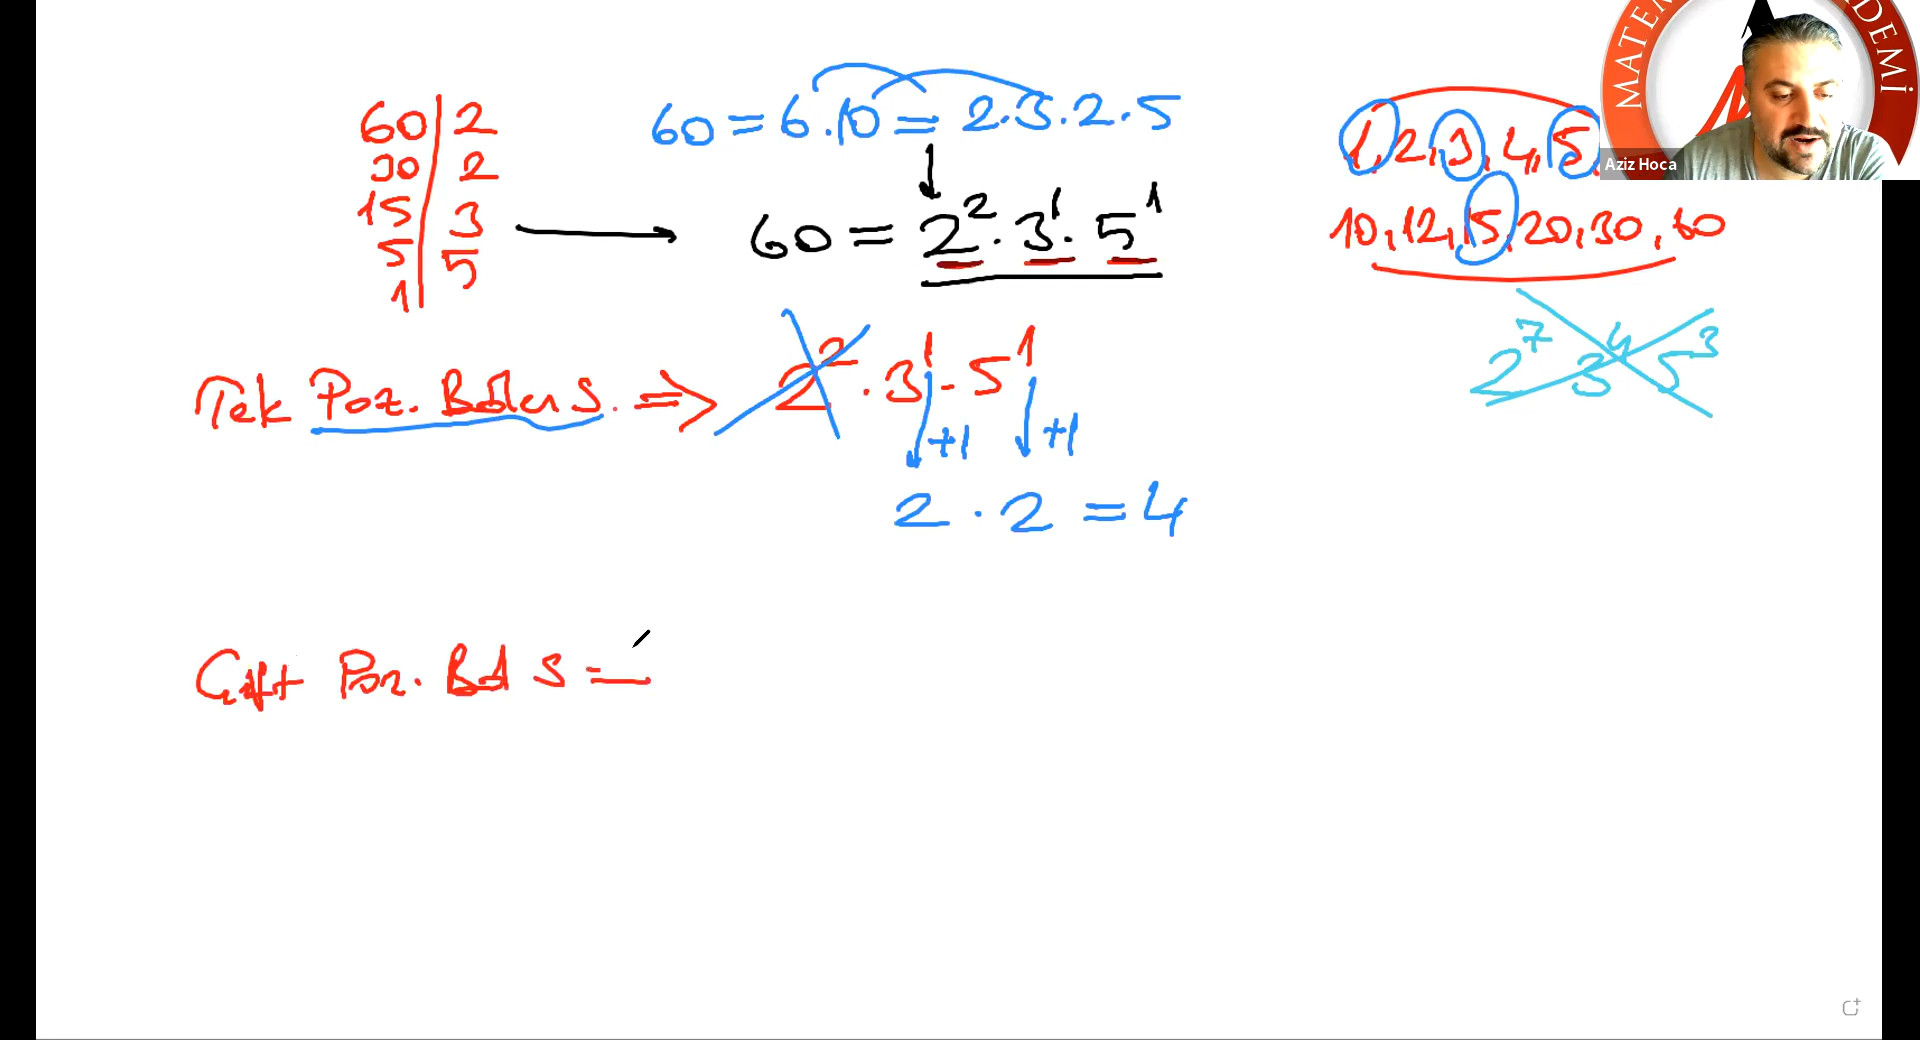 60 | 2
30 | 2
15 | 3
5 | 5
1
60 = 6.10 = 2.3.2.5
60 = 2² . 3¹ . 5¹
1, 2, 3, 4, 5,
10, 12, 15, 20, 30, 60
2⁷ 3⁴ 5³
Tek Poz. Bölen S. => 2² . 3¹ . 5¹
+1 +1
2 . 2 = 4
Çift Poz. Böl S =
MATEM DEMİ
Aziz Hoca